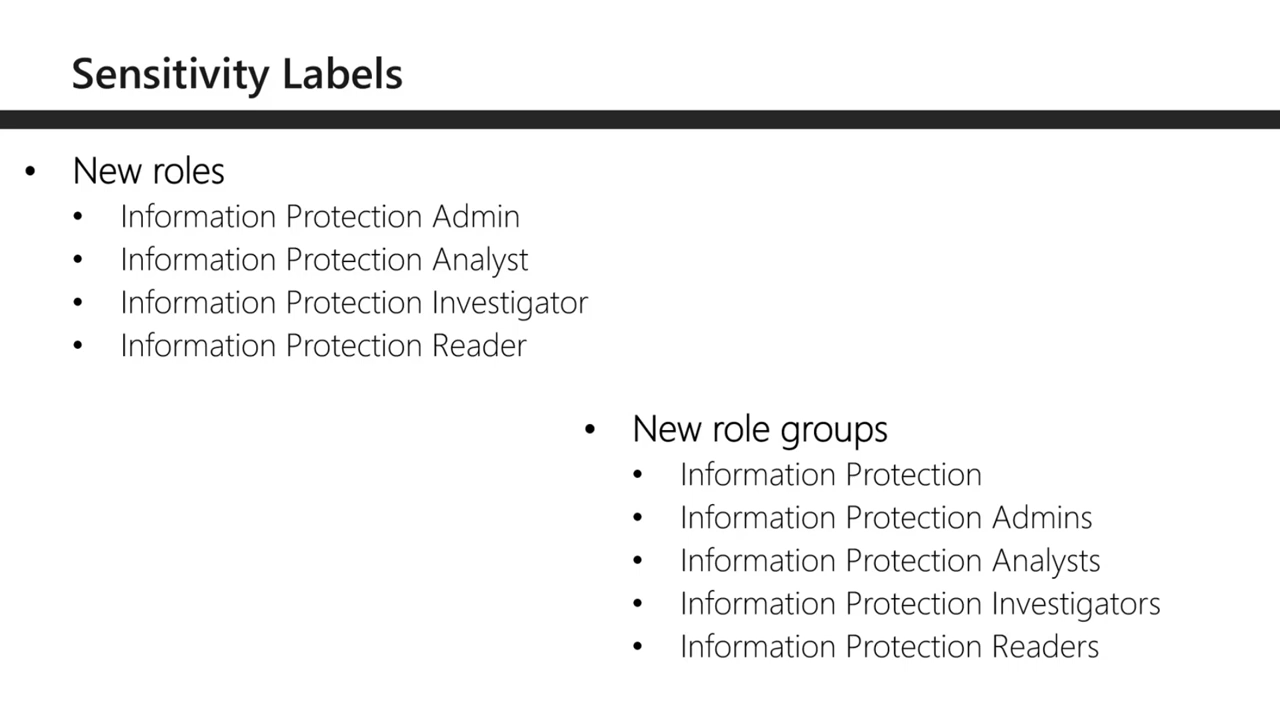 Sensitivity Labels
• New roles
• Information Protection Admin
• Information Protection Analyst
• Information Protection Investigator
• Information Protection Reader
• New role groups
• Information Protection
• Information Protection Admins
• Information Protection Analysts
• Information Protection Investigators
• Information Protection Readers